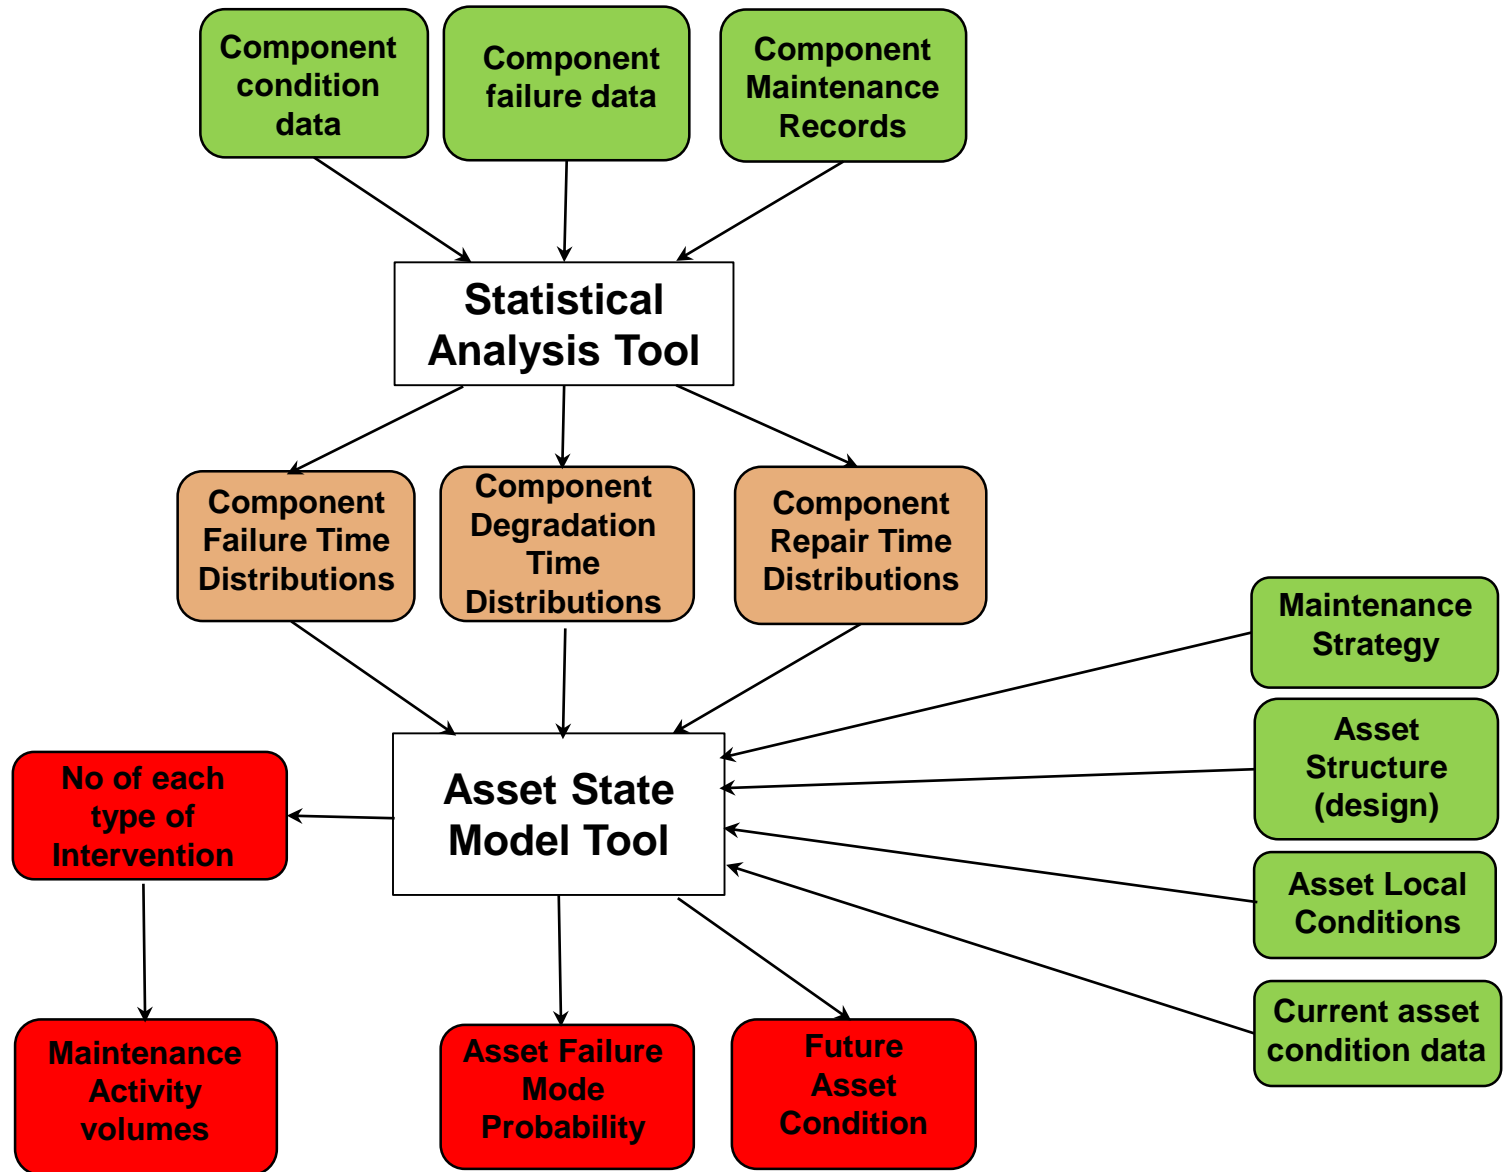 Component
condition
data
Component
failure data
Component
Maintenance
Records
Statistical
Analysis Tool
Component
Failure Time
Distributions
Component
Degradation
Time
Distributions
Component
Repair Time
Distributions
Maintenance
Strategy
Asset
Structure
(design)
Asset Local
Conditions
Current asset
condition data
Asset State
Model Tool
No of each
type of
Intervention
Maintenance
Activity
volumes
Asset Failure
Mode
Probability
Future
Asset
Condition